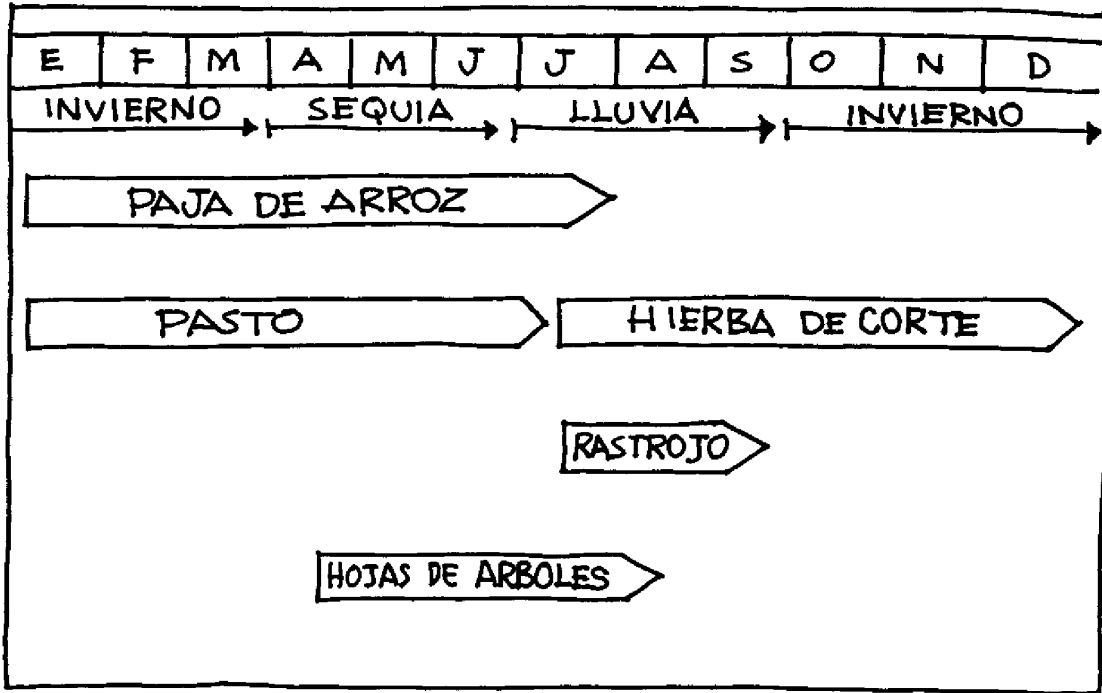 E F M A M J J A S O N D
INVIERNO SEQUIA LLUVIA INVIERNO
PAJA DE ARROZ
PASTO HIERBA DE CORTE
RASTROJO
HOJAS DE ARBOLES